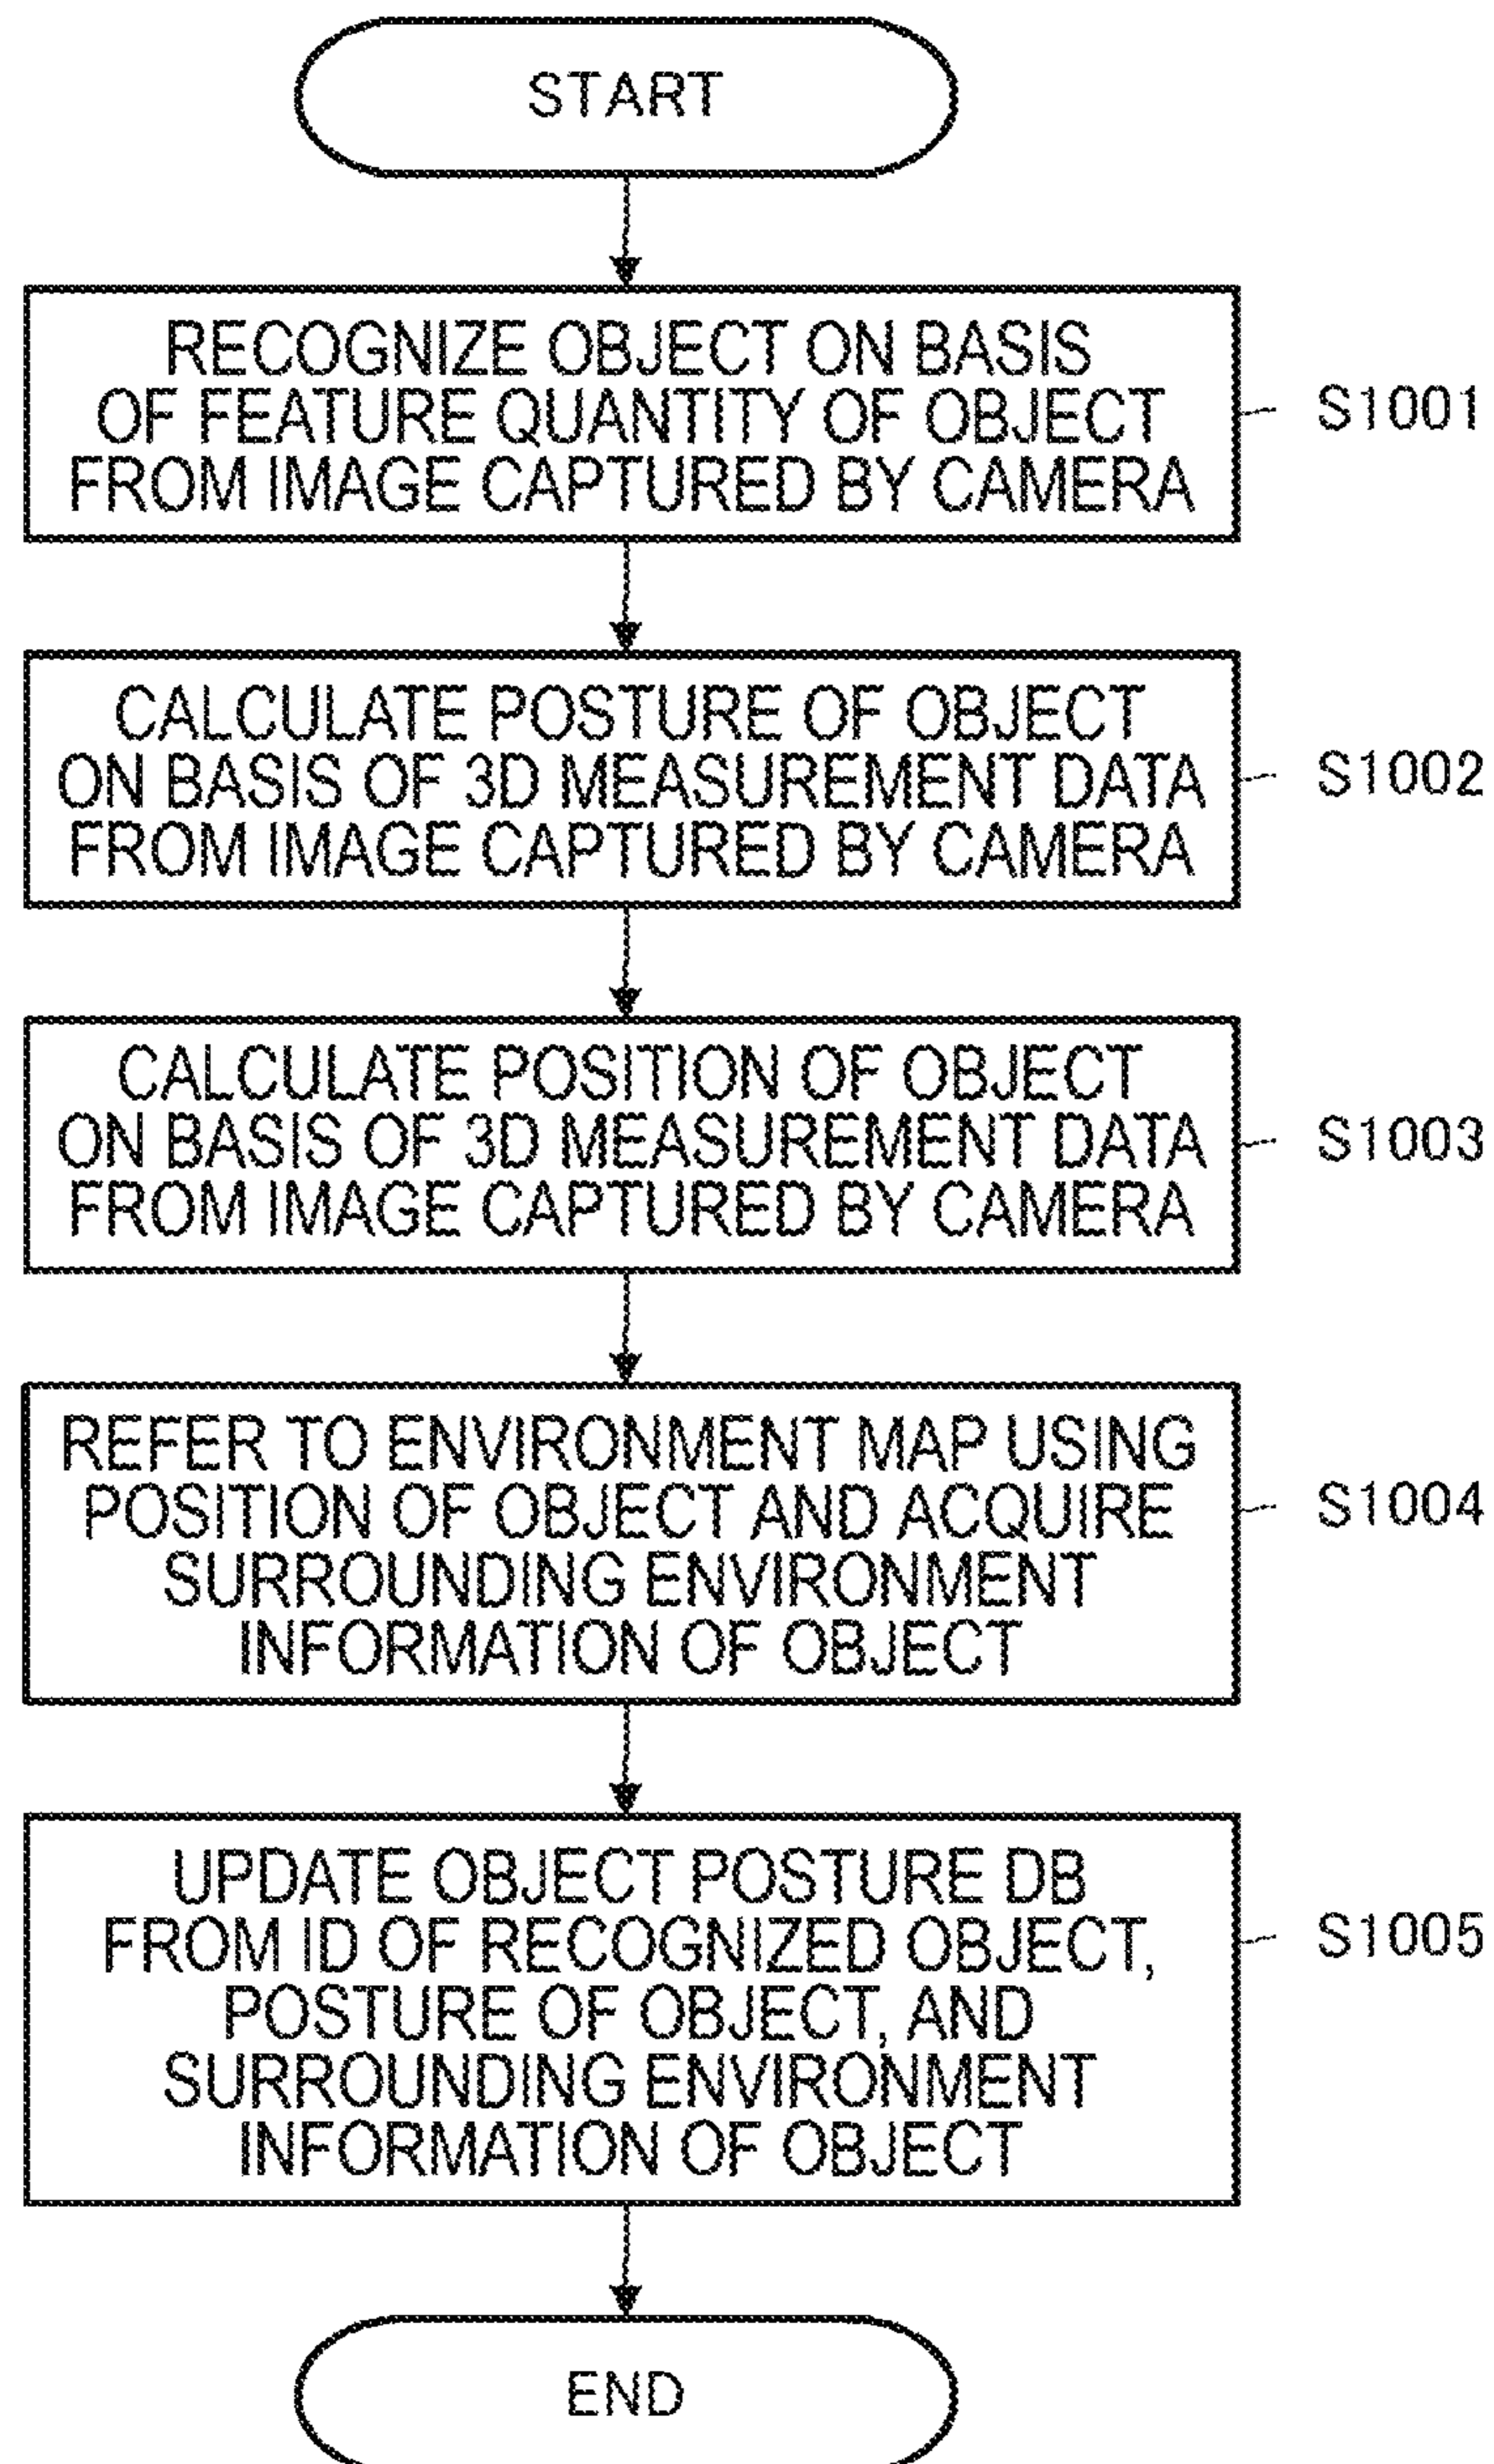 START
RECOGNIZE OBJECT ON BASIS
OF FEATURE QUANTITY OF OBJECT
FROM IMAGE CAPTURED BY CAMERA
S1001
CALCULATE POSTURE OF OBJECT
ON BASIS OF 3D MEASUREMENT DATA
FROM IMAGE CAPTURED BY CAMERA
S1002
CALCULATE POSITION OF OBJECT
ON BASIS OF 3D MEASUREMENT DATA
FROM IMAGE CAPTURED BY CAMERA
S1003
REFER TO ENVIRONMENT MAP USING
POSITION OF OBJECT AND ACQUIRE
SURROUNDING ENVIRONMENT
INFORMATION OF OBJECT
S1004
UPDATE OBJECT POSTURE DB
FROM ID OF RECOGNIZED OBJECT,
POSTURE OF OBJECT, AND
SURROUNDING ENVIRONMENT
INFORMATION OF OBJECT
S1005
END